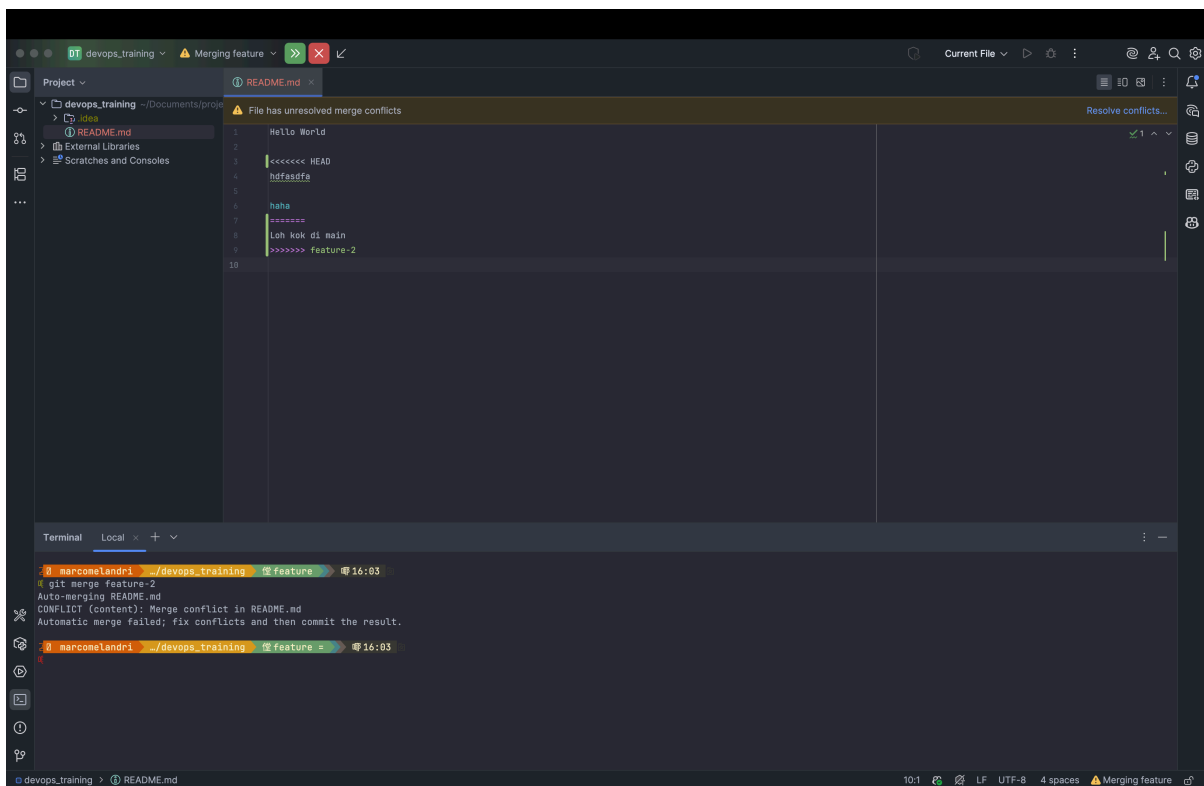 DT devops_training Merging feature Current File
Project
README.md
devops_training ~/Documents/proje
.idea
README.md
External Libraries
Scratches and Consoles
File has unresolved merge conflicts Resolve conflicts...
1 Hello World 1
2
3 <<<<<<< HEAD
4 hdfasdfa
5
6 haha
7 =======
8 Loh kok di main
9 >>>>>>> feature-2
10
Terminal Local
marcomelandri …/devops_training feature 16:03
git merge feature-2
Auto-merging README.md
CONFLICT (content): Merge conflict in README.md
Automatic merge failed; fix conflicts and then commit the result.
marcomelandri …/devops_training feature = 16:03
devops_training > README.md 10:1 LF UTF-8 4 spaces Merging feature